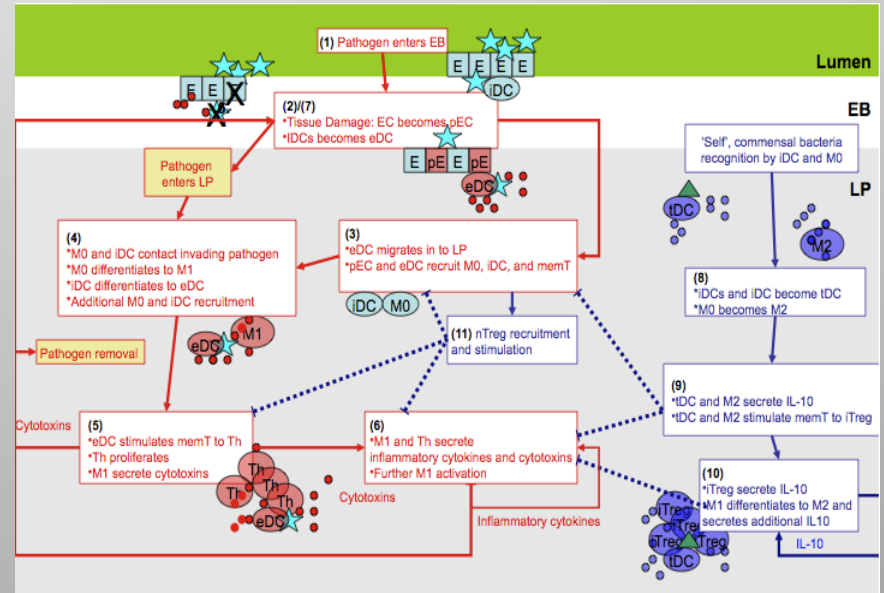 (1) Pathogen enters EB
Lumen
E E E E
iDC
E E X
X
(2)/(7)
*Tissue Damage: EC becomes pEC
*IDCs becomes eDC
EB
E pE E pE
eDC
'Self', commensal bacteria
recognition by iDC and M0
LP
Pathogen
enters LP
tDC
M2
(4)
*M0 and iDC contact invading pathogen
*M0 differentiates to M1
*iDC differentiates to eDC
*Additional M0 and iDC recruitment
(3)
*eDC migrates in to LP
*pEC and eDC recruit M0, iDC, and memT
iDC M0
(8)
*iDCs and iDC become tDC
*M0 becomes M2
eDC M1
(11) nTreg recruitment
and stimulation
Pathogen removal
(9)
*tDC and M2 secrete IL-10
*tDC and M2 stimulate memT to iTreg
Cytotoxins
(5)
*eDC stimulates memT to Th
*Th proliferates
*M1 secrete cytotoxins
(6)
*M1 and Th secrete
inflammatory cytokines and cytotoxins
*Further M1 activation
Th
Th
Th
Th
eDC
Cytotoxins
Inflammatory cytokines
(10)
*iTreg secrete IL-10
*M1 differentiates to M2 and
secretes additional IL10
iTreg
iTreg
iTreg
Treg
tDC
IL-10